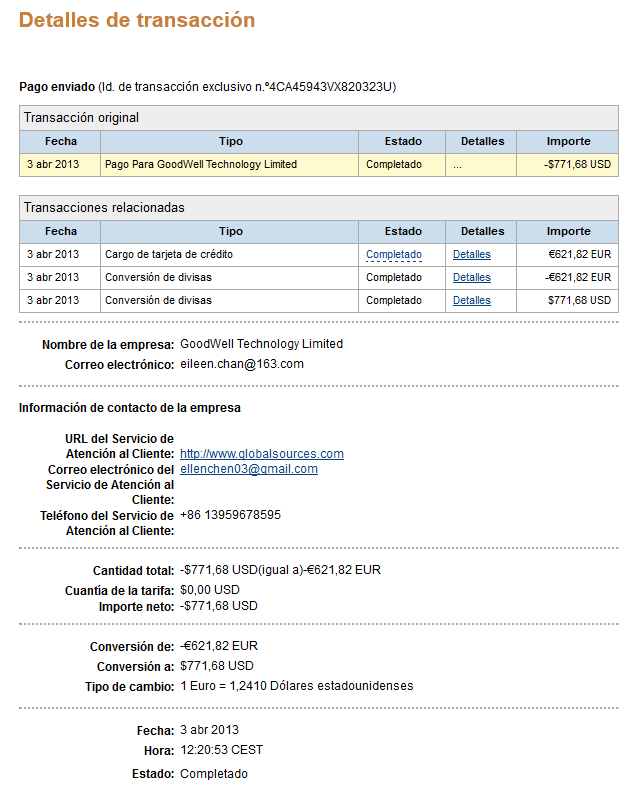 Detalles de transacción
Pago enviado (Id. de transacción exclusivo n.º4CA45943VX820323U)
Transacción original
Fecha Tipo Estado Detalles Importe
3 abr 2013 Pago Para GoodWell Technology Limited Completado ... -$771,68 USD
Transacciones relacionadas
Fecha Tipo Estado Detalles Importe
3 abr 2013 Cargo de tarjeta de crédito Completado Detalles €621,82 EUR
3 abr 2013 Conversión de divisas Completado Detalles -€621,82 EUR
3 abr 2013 Conversión de divisas Completado Detalles $771,68 USD
Nombre de la empresa: GoodWell Technology Limited
Correo electrónico: eileen.chan@163.com
Información de contacto de la empresa
URL del Servicio de
Atención al Cliente: http://www.globalsources.com
Correo electrónico del ellenchen03@gmail.com
Servicio de Atención al
Cliente:
Teléfono del Servicio de +86 13959678595
Atención al Cliente:
Cantidad total: -$771,68 USD(igual a)-€621,82 EUR
Cuantía de la tarifa: $0,00 USD
Importe neto: -$771,68 USD
Conversión de: -€621,82 EUR
Conversión a: $771,68 USD
Tipo de cambio: 1 Euro = 1,2410 Dólares estadounidenses
Fecha: 3 abr 2013
Hora: 12:20:53 CEST
Estado: Completado